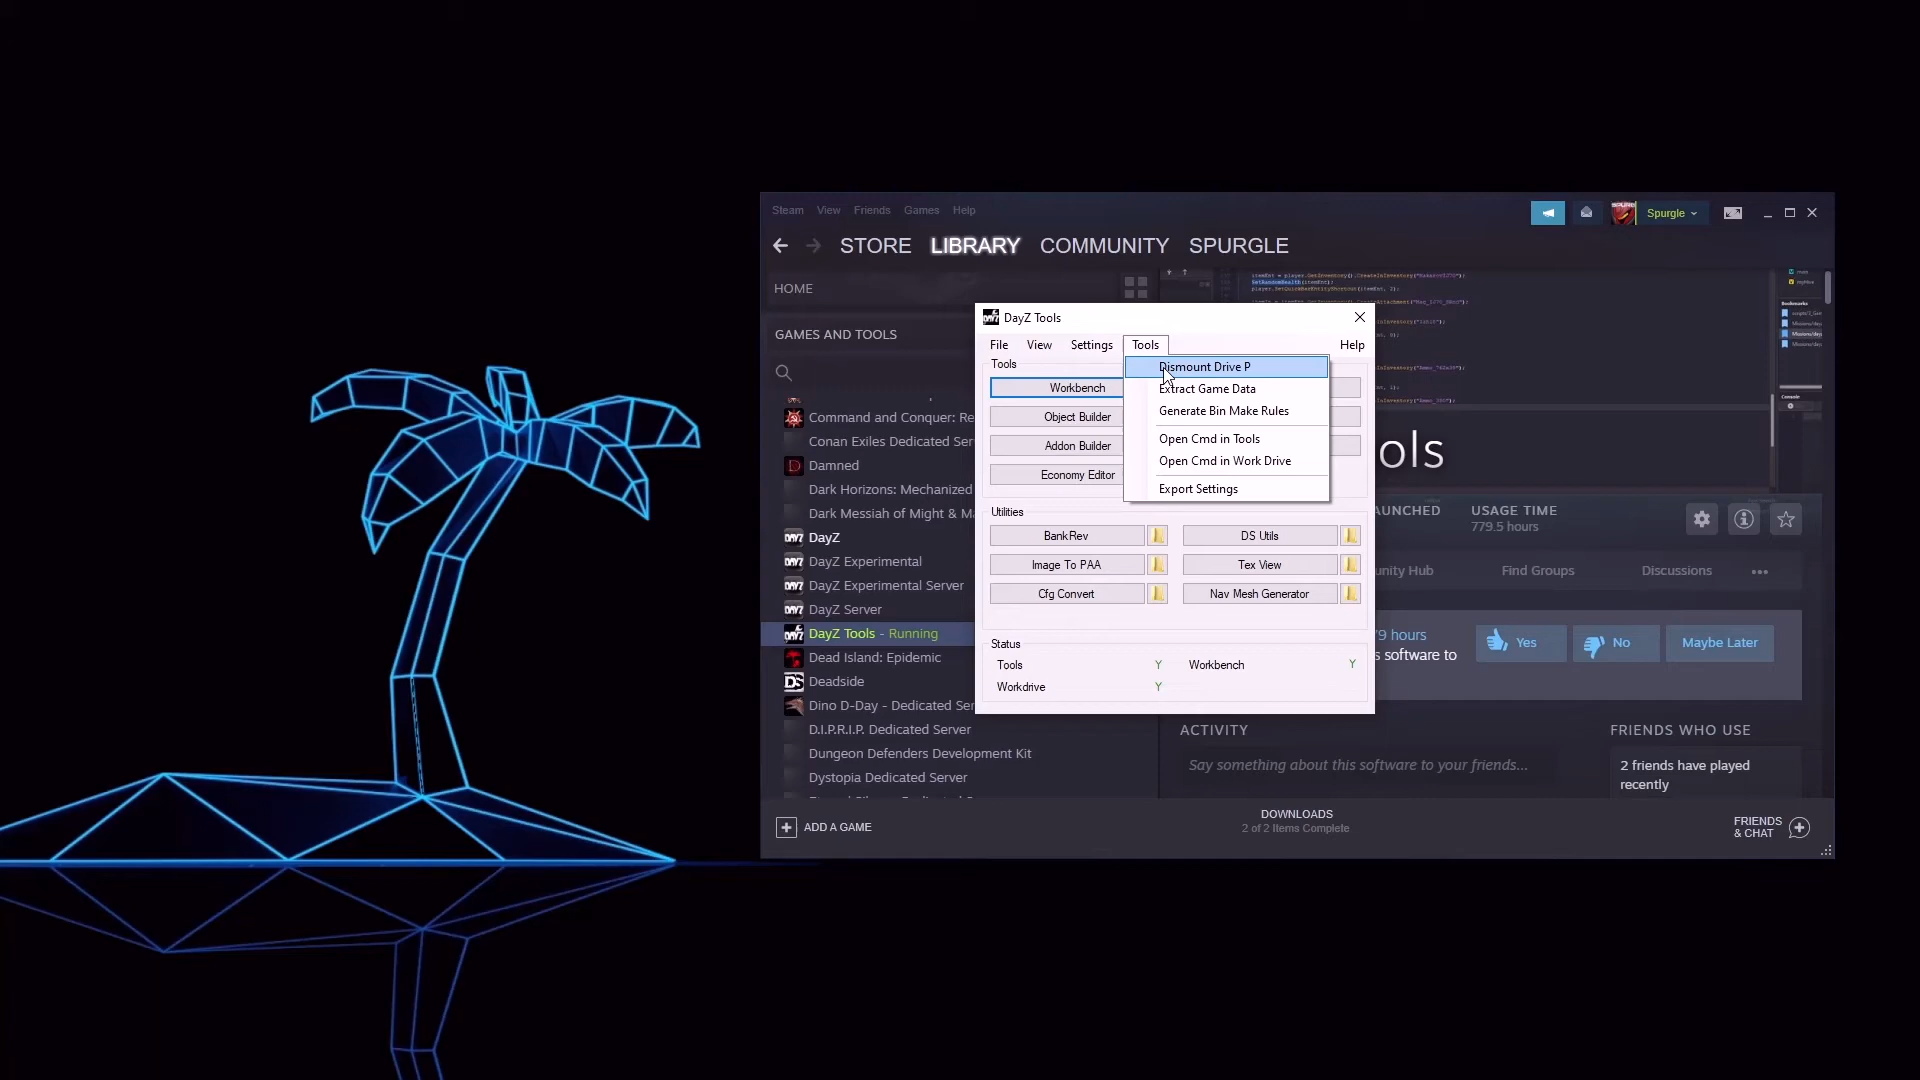 Steam View Friends Games Help
Spurgle
STORE LIBRARY COMMUNITY SPURGLE
HOME
GAMES AND TOOLS
Command and Conquer: Re
Conan Exiles Dedicated Ser
Damned
Dark Horizons: Mechanized
Dark Messiah of Might & M
DayZ
DayZ Experimental
DayZ Experimental Server
DayZ Server
DayZ Tools - Running
Dead Island: Epidemic
Deadside
Dino D-Day - Dedicated Ser
D.I.P.R.I.P. Dedicated Server
Dungeon Defenders Development Kit
Dystopia Dedicated Server
ADD A GAME
DayZ Tools
File View Settings Tools Help
Tools
Workbench
Object Builder
Addon Builder
Economy Editor
Dismount Drive P
Extract Game Data
Generate Bin Make Rules
Open Cmd in Tools
Open Cmd in Work Drive
Export Settings
Utilities
BankRev DS Utils
Image To PAA Tex View
Cfg Convert Nav Mesh Generator
Status
Tools Y Workbench Y
Workdrive Y
ols
AUNCHED
USAGE TIME
779.5 hours
unity Hub Find Groups Discussions
79 hours
s software to
Yes No Maybe Later
ACTIVITY
Say something about this software to your friends...
FRIENDS WHO USE
2 friends have played
recently
DOWNLOADS
2 of 2 Items Complete
FRIENDS
& CHAT